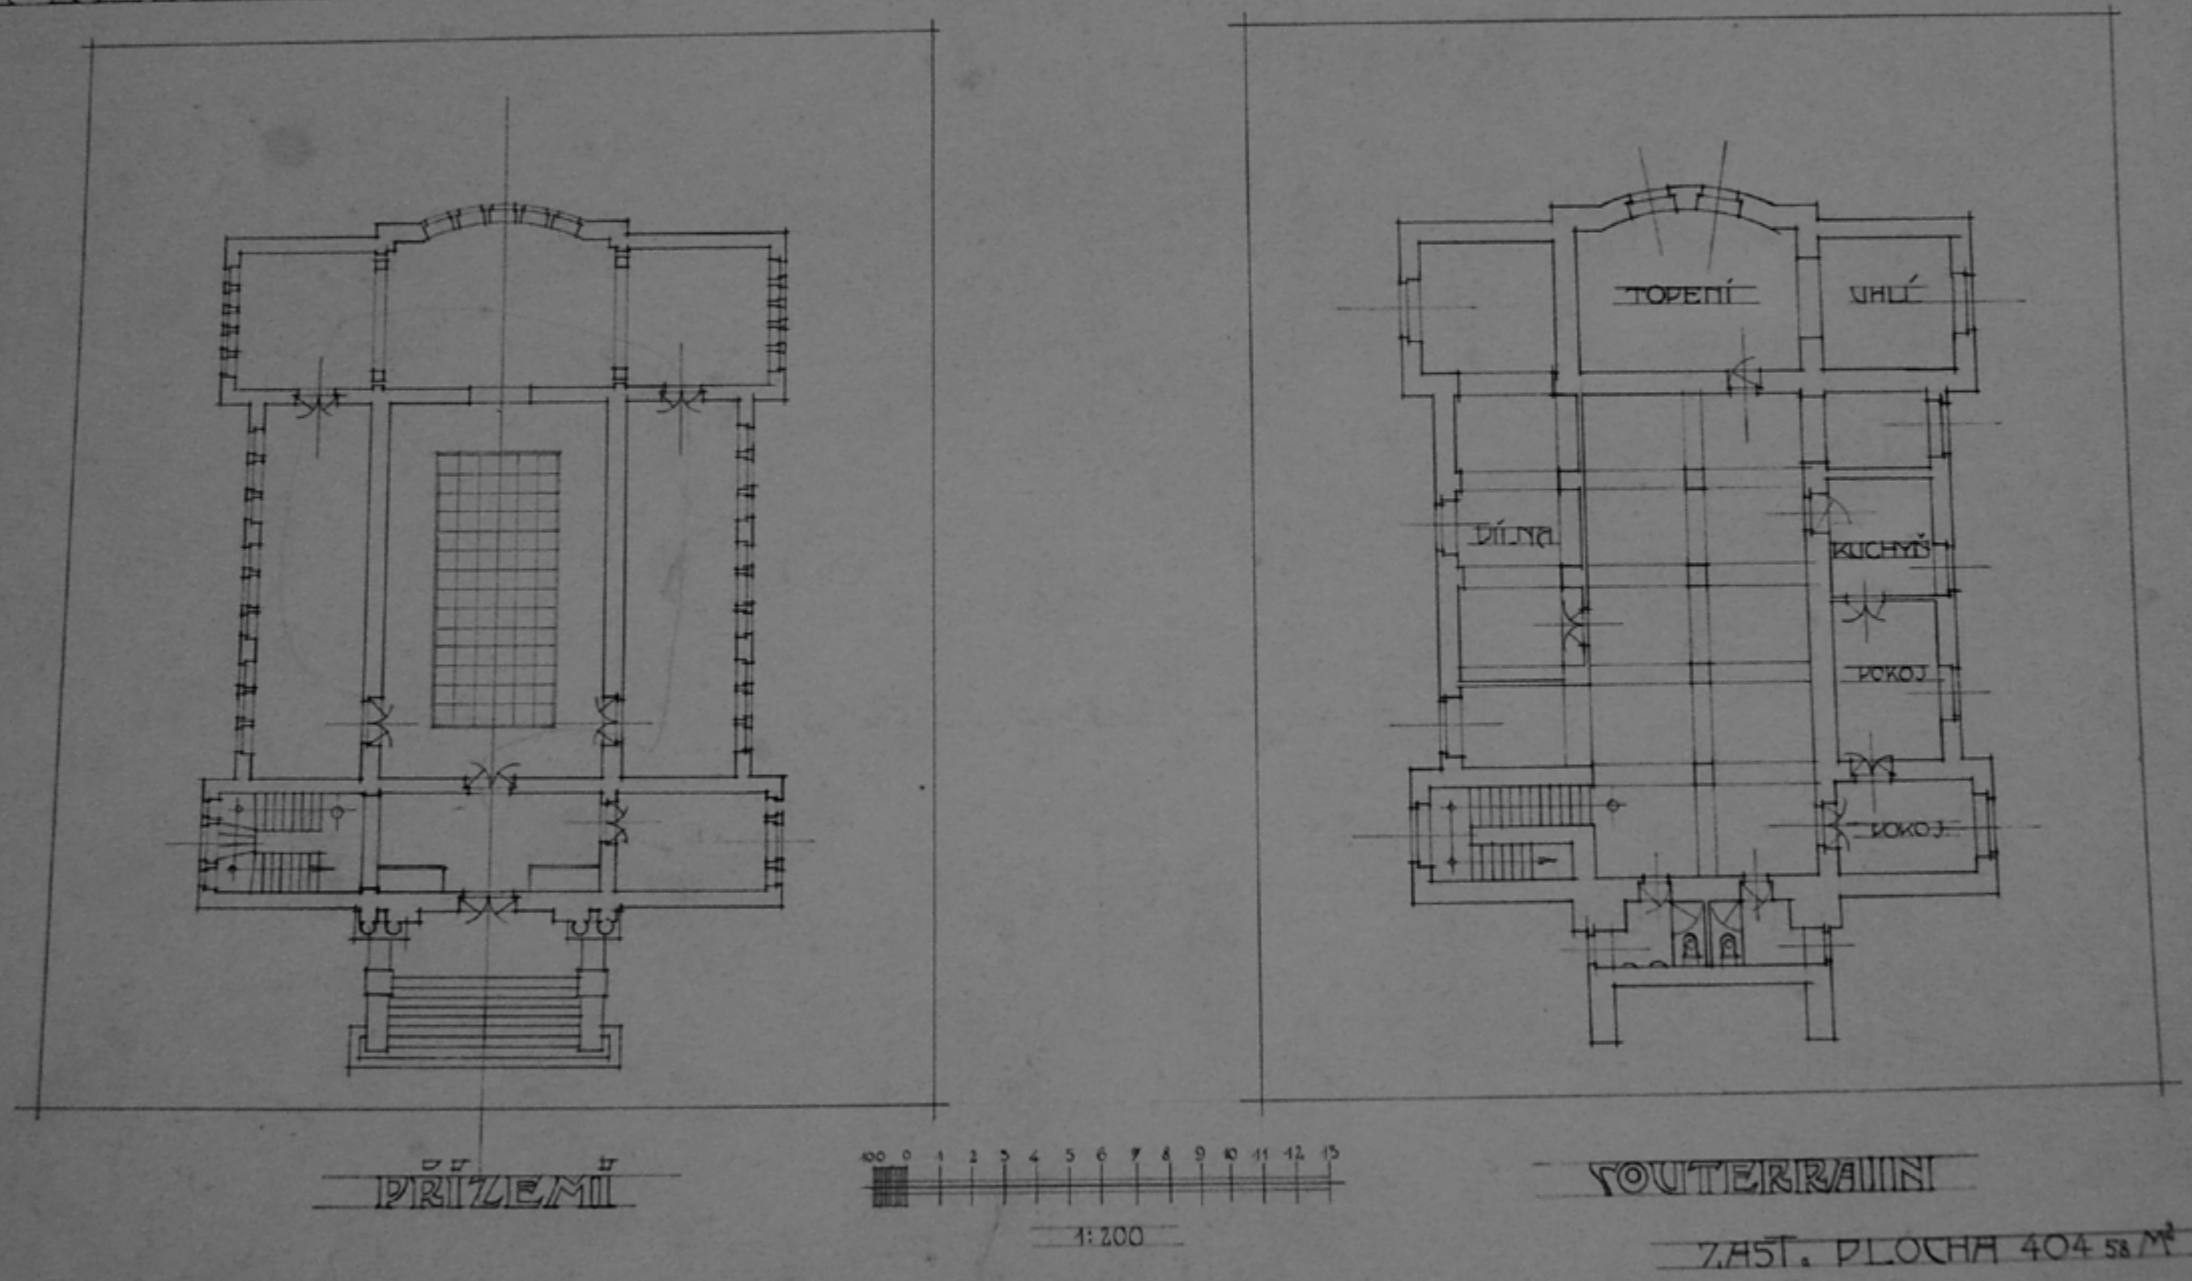 TOPENÍ
UHLÍ
DÍLNA
KUCHYŇ
POKOJ
POKOJ
PŘÍZEMÍ
100 0 1 2 3 4 5 6 7 8 9 10 11 12 13
1:200
SOUTERRAIN
ZAST. PLOCHA 404 58 M²